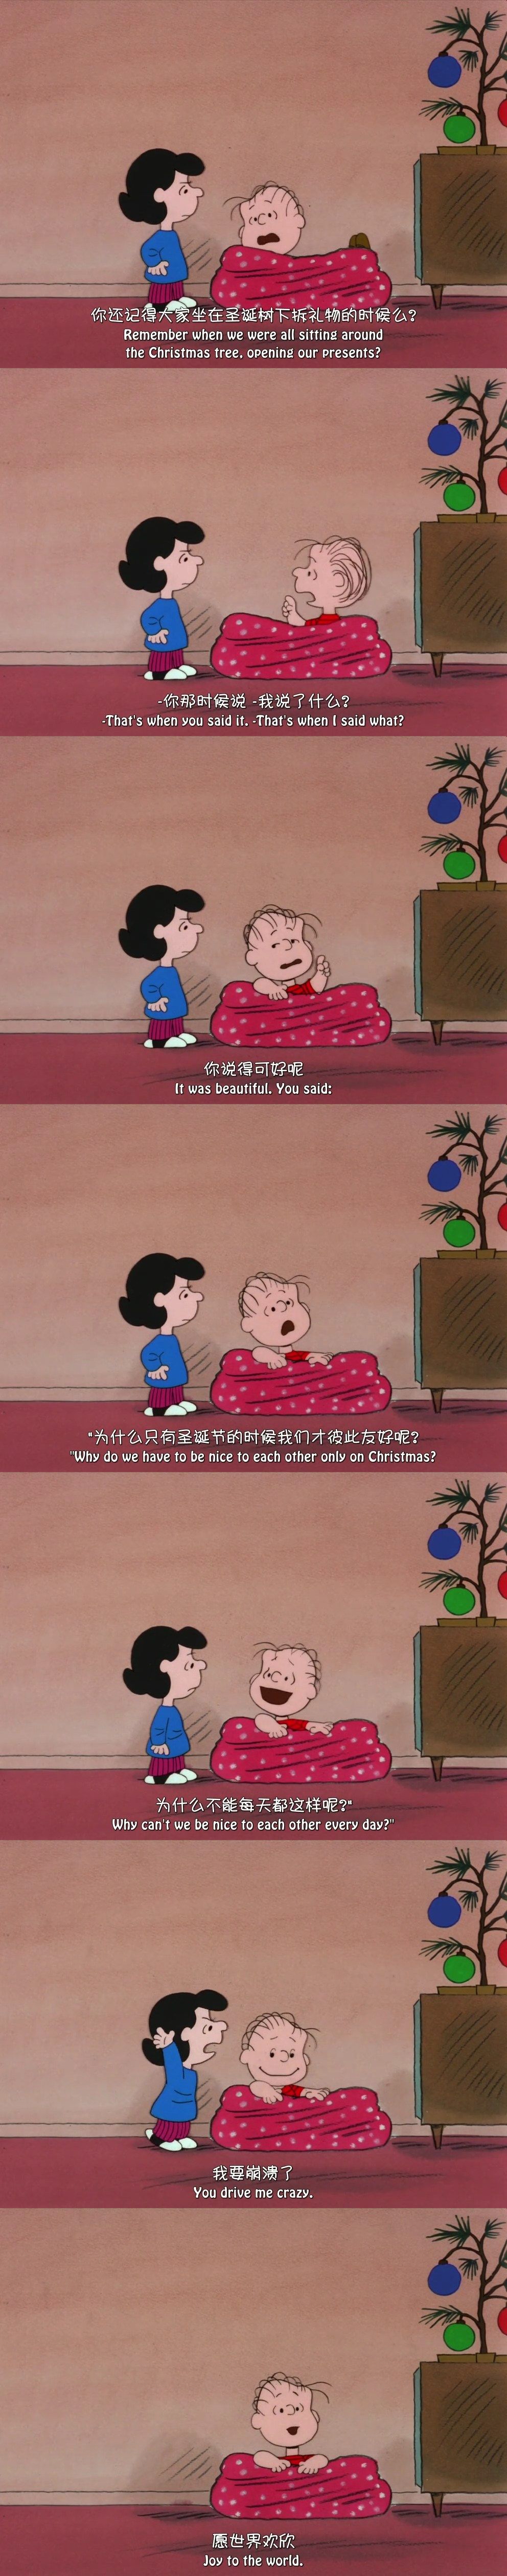 你还记得大家坐在圣诞树下拆礼物的时候么?
Remember when we were all sitting around
the Christmas tree, opening our presents?
-你那时候说 -我说了什么?
-That's when you said it. -That's when I said what?
你说得可好呢
It was beautiful. You said:
"为什么只有圣诞节的时候我们才彼此友好呢?
"Why do we have to be nice to each other only on Christmas?
为什么不能每天都这样呢?"
Why can't we be nice to each other every day?"
我要崩溃了
You drive me crazy.
愿世界欢欣
Joy to the world.